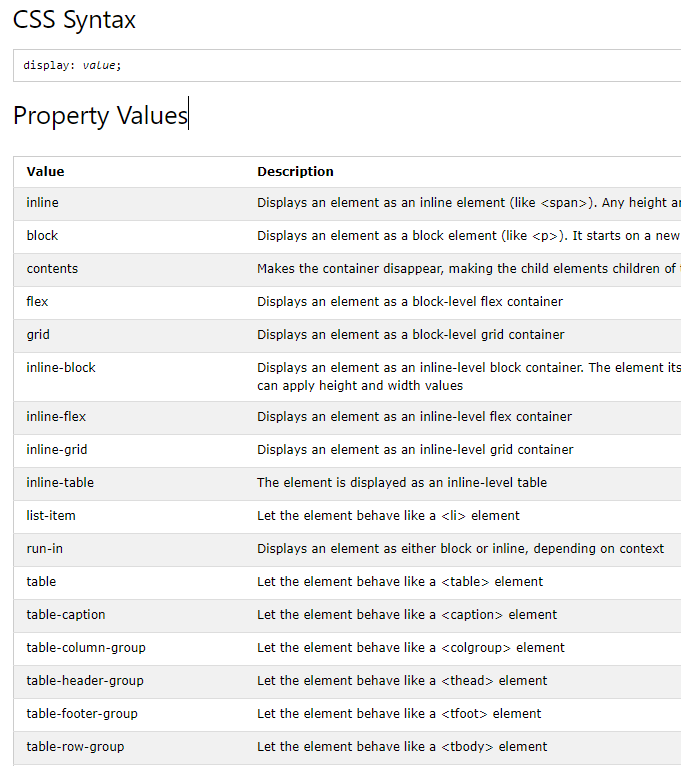 CSS Syntax
display: value;
Property Values
Value Description
inline Displays an element as an inline element (like <span>). Any height
block Displays an element as a block element (like <p>). It starts on a new
contents Makes the container disappear, making the child elements children of
flex Displays an element as a block-level flex container
grid Displays an element as a block-level grid container
inline-block Displays an element as an inline-level block container. The element
can apply height and width values
inline-flex Displays an element as an inline-level flex container
inline-grid Displays an element as an inline-level grid container
inline-table The element is displayed as an inline-level table
list-item Let the element behave like a <li> element
run-in Displays an element as either block or inline, depending on context
table Let the element behave like a <table> element
table-caption Let the element behave like a <caption> element
table-column-group Let the element behave like a <colgroup> element
table-header-group Let the element behave like a <thead> element
table-footer-group Let the element behave like a <tfoot> element
table-row-group Let the element behave like a <tbody> element